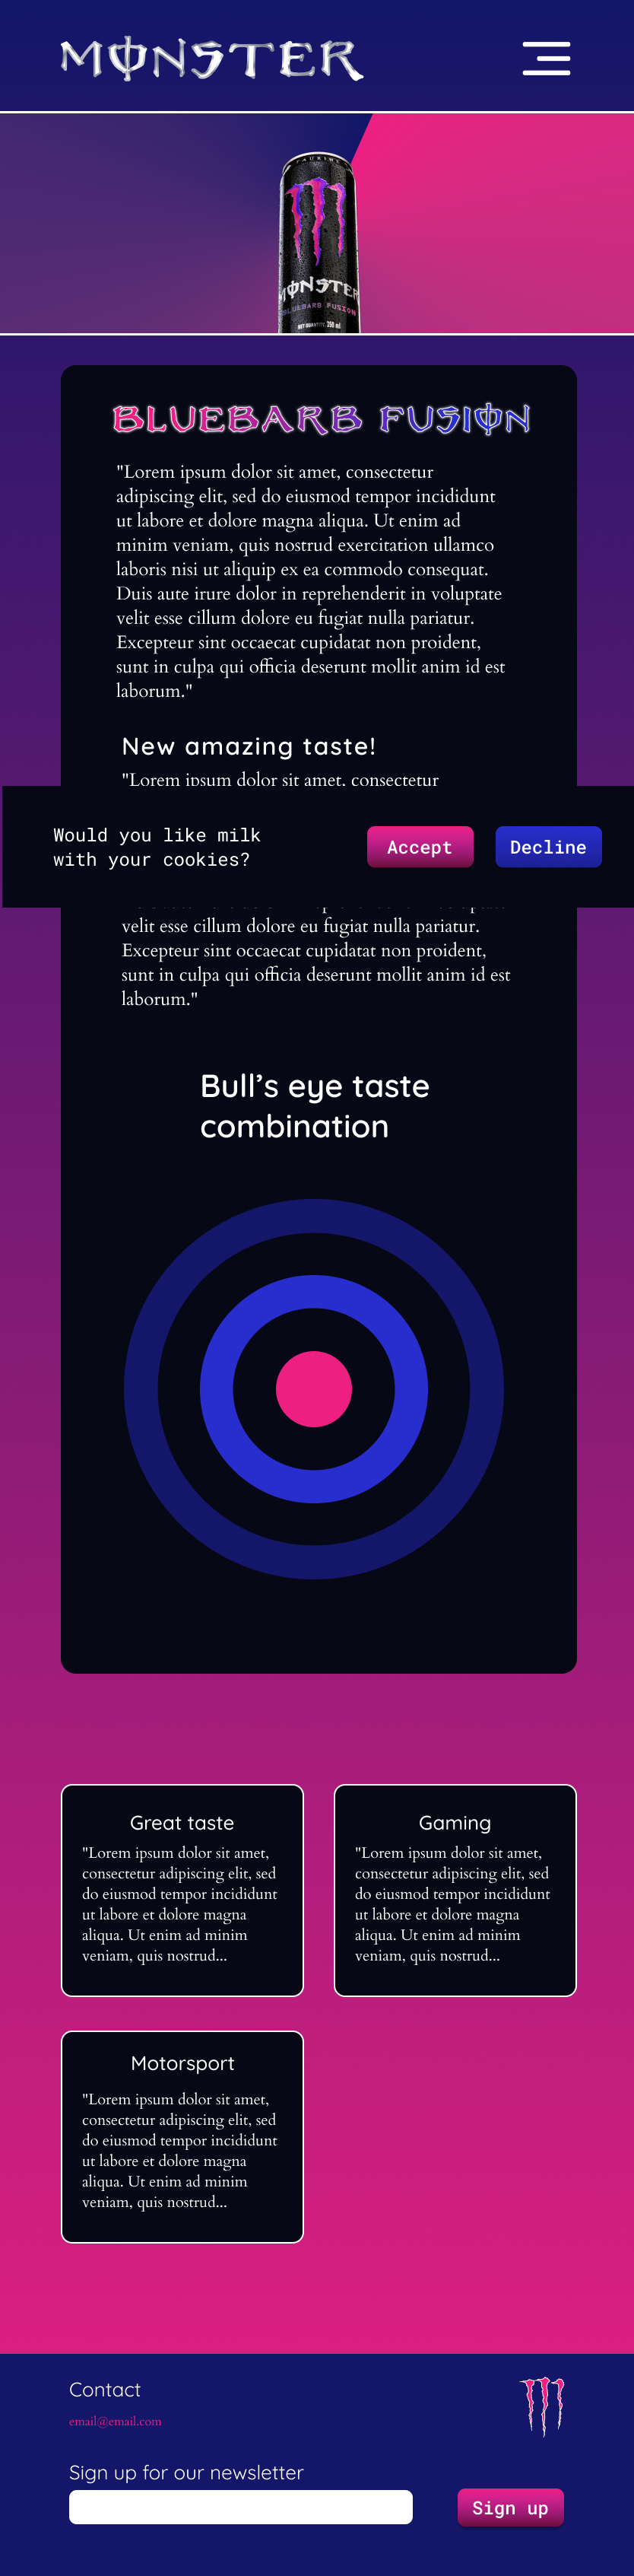 MONSTER
TAURINE
MONSTER
BLUEBARB FUSION
NET QUANTITY: 250 ml
BLUEBARB FUSION
"Lorem ipsum dolor sit amet, consectetur
adipiscing elit, sed do eiusmod tempor incididunt
ut labore et dolore magna aliqua. Ut enim ad
minim veniam, quis nostrud exercitation ullamco
laboris nisi ut aliquip ex ea commodo consequat.
Duis aute irure dolor in reprehenderit in voluptate
velit esse cillum dolore eu fugiat nulla pariatur.
Excepteur sint occaecat cupidatat non proident,
sunt in culpa qui officia deserunt mollit anim id est
laborum."
New amazing taste!
"Lorem ipsum dolor sit amet, consectetur
Would you like milk
with your cookies?
Accept
Decline
velit esse cillum dolore eu fugiat nulla pariatur.
Excepteur sint occaecat cupidatat non proident,
sunt in culpa qui officia deserunt mollit anim id est
laborum."
Bull’s eye taste
combination
Great taste
"Lorem ipsum dolor sit amet,
consectetur adipiscing elit, sed
do eiusmod tempor incididunt
ut labore et dolore magna
aliqua. Ut enim ad minim
veniam, quis nostrud...
Gaming
"Lorem ipsum dolor sit amet,
consectetur adipiscing elit, sed
do eiusmod tempor incididunt
ut labore et dolore magna
aliqua. Ut enim ad minim
veniam, quis nostrud...
Motorsport
"Lorem ipsum dolor sit amet,
consectetur adipiscing elit, sed
do eiusmod tempor incididunt
ut labore et dolore magna
aliqua. Ut enim ad minim
veniam, quis nostrud...
Contact
email@email.com
Sign up for our newsletter
Sign up